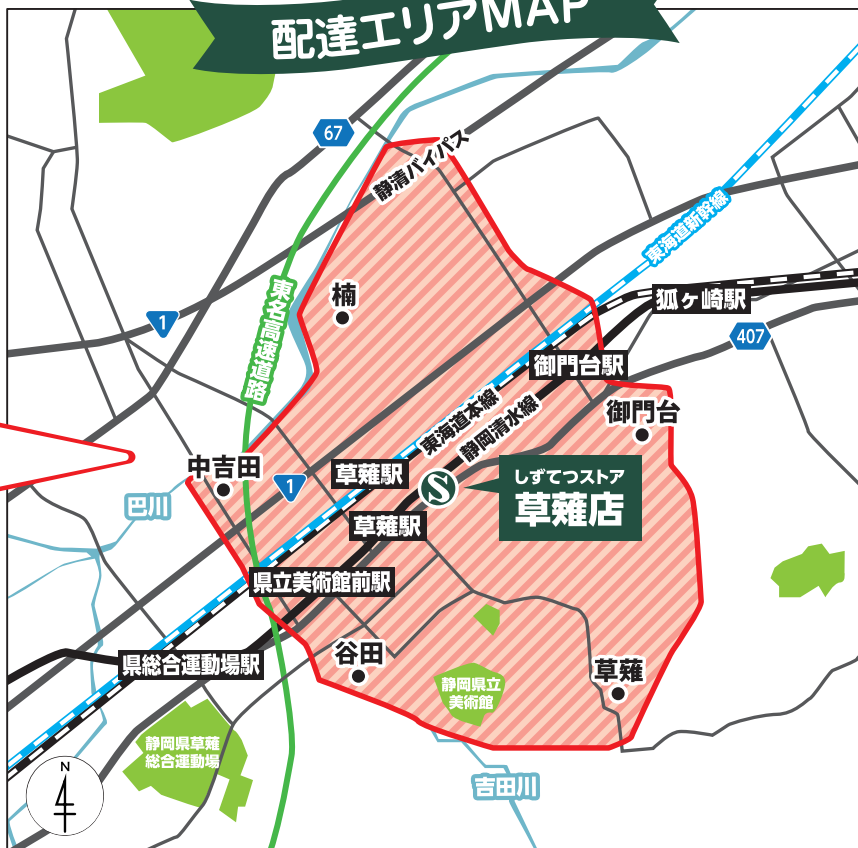 配達エリアMAP
67
静清バイパス
東海道新幹線
楠
東名高速道路
1
狐ヶ崎駅
407
御門台駅
東海道本線
静岡清水線
御門台
中吉田
草薙駅
1
S
しずてつストア
草薙店
巴川
草薙駅
県立美術館前駅
谷田
県総合運動場駅
静岡県立
美術館
草薙
静岡県草薙
総合運動場
吉田川
N